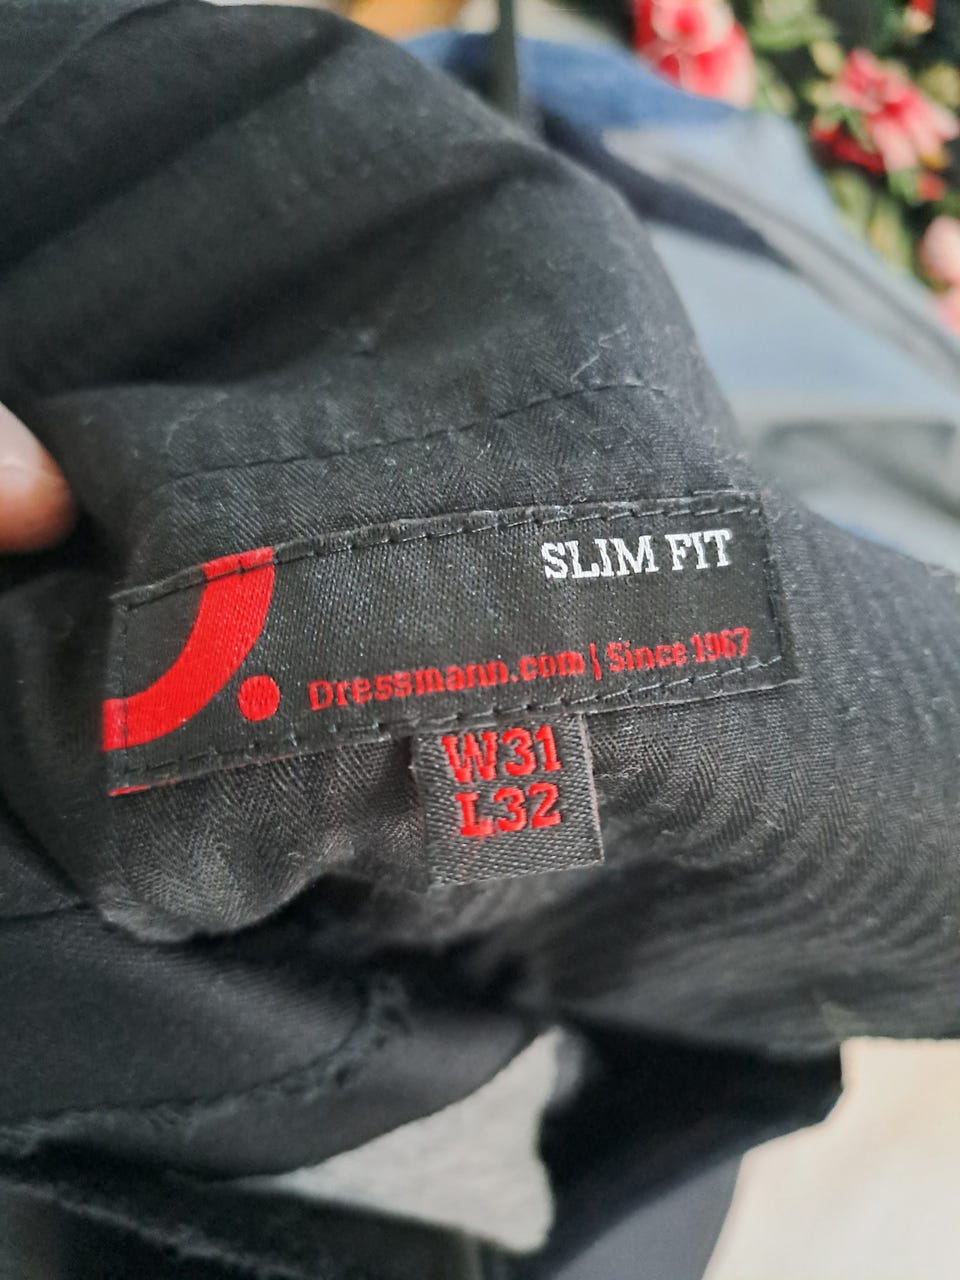 SLIM FIT
Dressmann.com | Since 1967
W31
L32